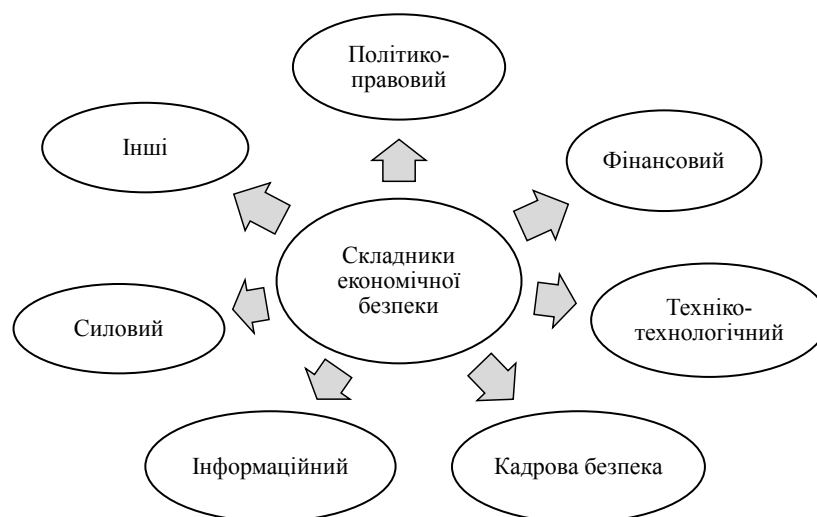 Політико-
правовий
Інші
Фінансовий
Складники
економічної
безпеки
Силовий
Техніко-
технологічний
Інформаційний
Кадрова безпека